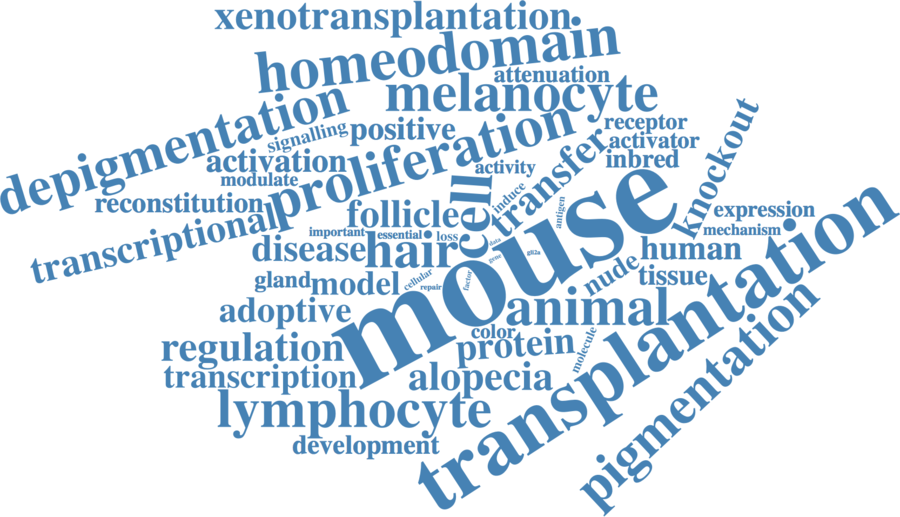 xenotransplantation
homeodomain
attenuation
melanocyte
depigmentation
signalling
positive
proliferation
receptor
activator
inbred
knockout
activation
activity
transfer
modulate
cell
induce
reconstitution
transcriptional
follicle
antigen
expression
important
essential
loss
mechanism
disease
hair
data
gene
mouse
human
gland
model
cellular
repair
factor
nude
tissue
adoptive
animal
color
regulation
protein
molecule
transcription
alopecia
transplantation
pigmentation
lymphocyte
development